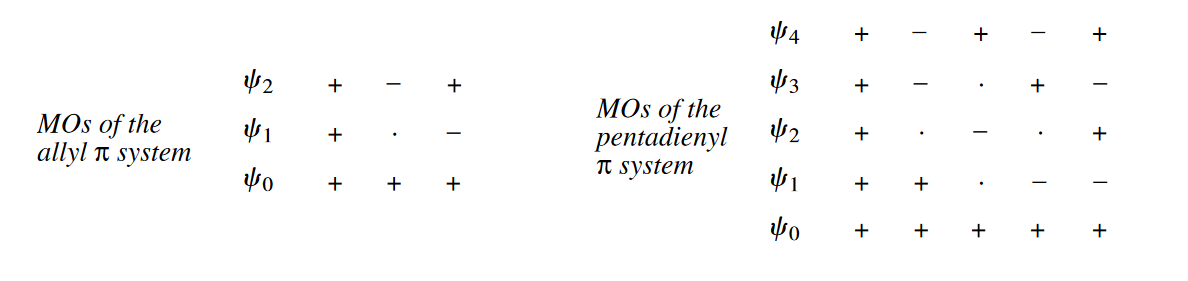 MOs of the
allyl π system
ψ2 + − +
ψ1 + · −
ψ0 + + +
MOs of the
pentadienyl
π system
ψ4 + − + − +
ψ3 + − · + −
ψ2 + · − · +
ψ1 + + · − −
ψ0 + + + + +